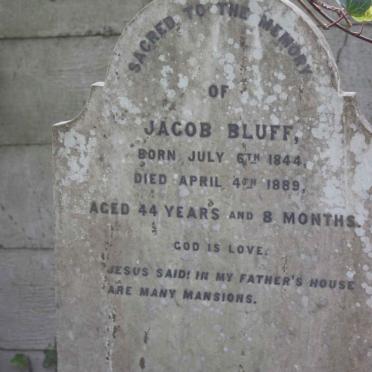 SACRED TO THE MEMORY
OF
JACOB BLUFF,
BORN JULY 6TH 1844,
DIED APRIL 4TH 1889,
AGED 44 YEARS AND 8 MONTHS.
GOD IS LOVE.
JESUS SAID! IN MY FATHER'S HOUSE
ARE MANY MANSIONS.